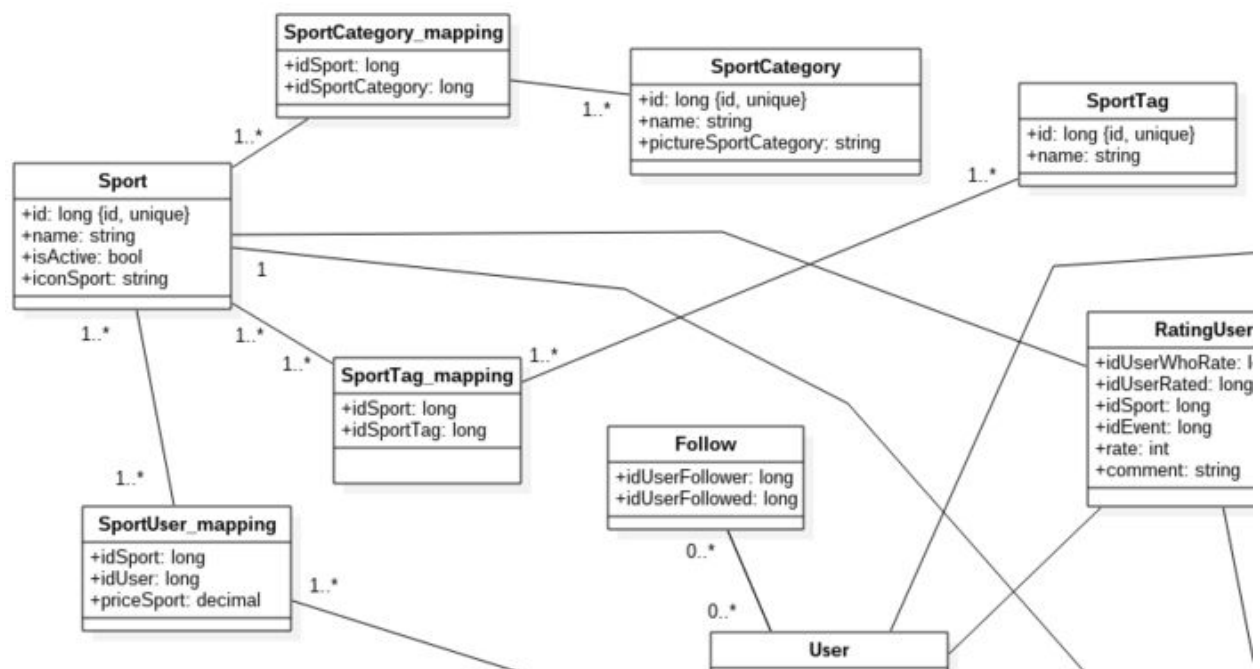 SportCategory_mapping
+idSport: long
+idSportCategory: long
SportCategory
+id: long {id, unique}
+name: string
+pictureSportCategory: string
SportTag
+id: long {id, unique}
+name: string
1..*
1..*
1..*
Sport
+id: long {id, unique}
+name: string
+isActive: bool
+iconSport: string
1
1..*
1..*
1..*
1..*
SportTag_mapping
+idSport: long
+idSportTag: long
RatingUser
+idUserWhoRate:
+idUserRated: long
+idSport: long
+idEvent: long
+rate: int
+comment: string
Follow
+idUserFollower: long
+idUserFollowed: long
1..*
SportUser_mapping
+idSport: long
+idUser: long
+priceSport: decimal
1..*
0..*
0..*
User